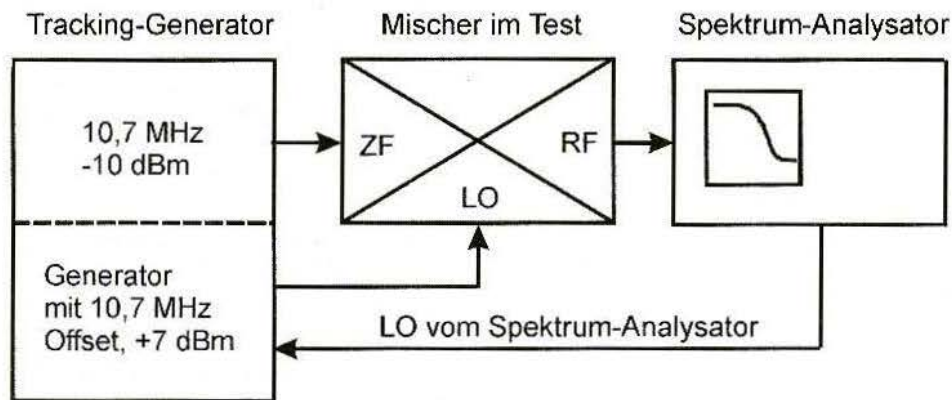 Tracking-Generator
Mischer im Test
Spektrum-Analysator
10,7 MHz
-10 dBm
ZF
RF
LO
Generator
mit 10,7 MHz
Offset, +7 dBm
LO vom Spektrum-Analysator